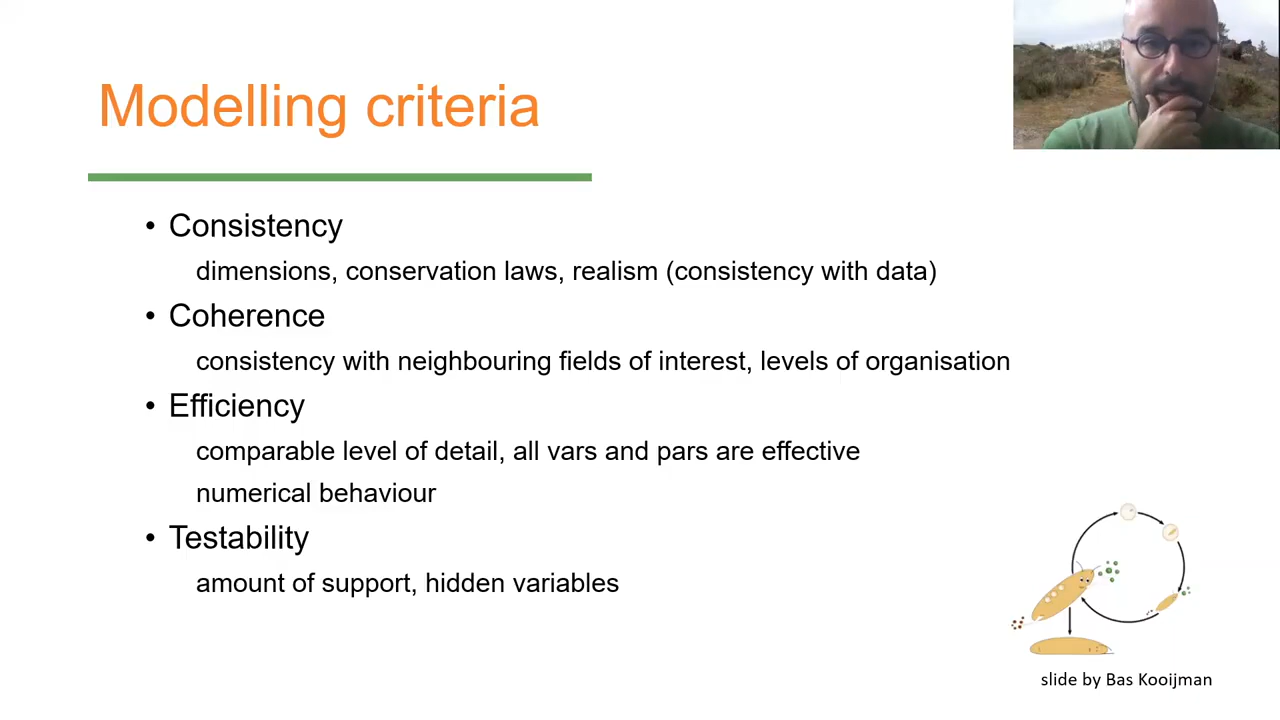 Modelling criteria
• Consistency
dimensions, conservation laws, realism (consistency with data)
• Coherence
consistency with neighbouring fields of interest, levels of organisation
• Efficiency
comparable level of detail, all vars and pars are effective
numerical behaviour
• Testability
amount of support, hidden variables
slide by Bas Kooijman